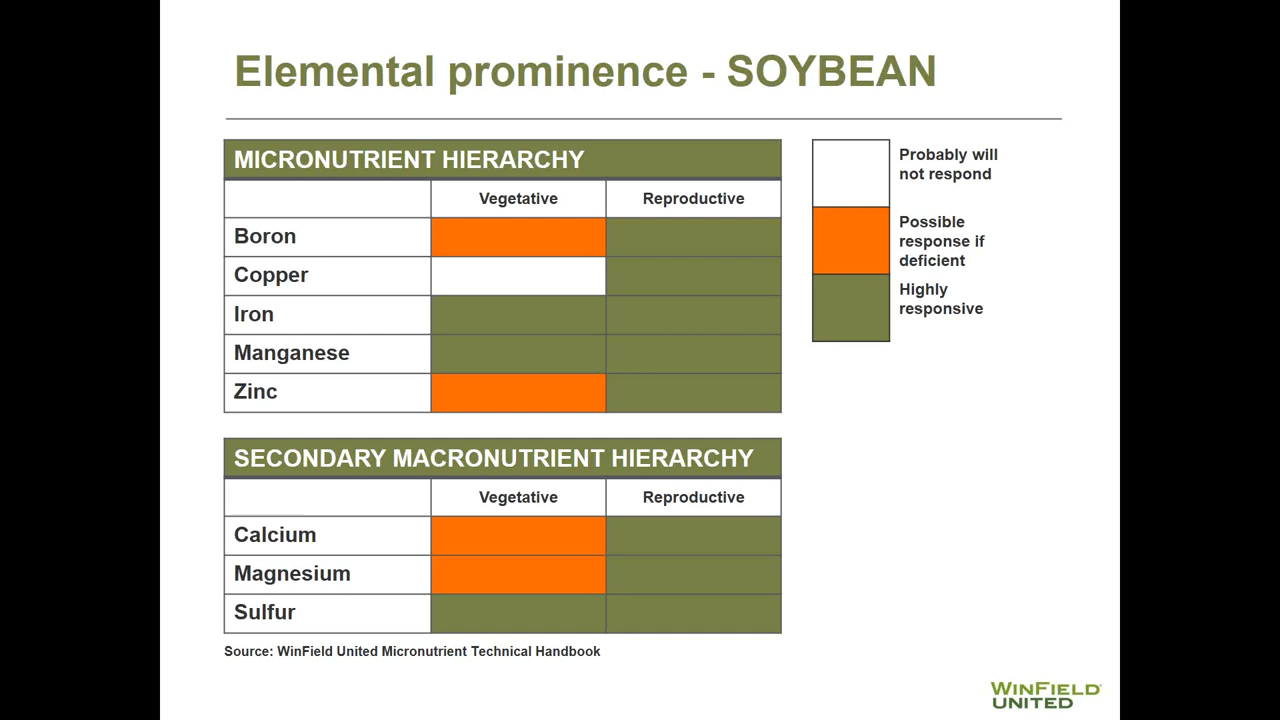 Elemental prominence - SOYBEAN
MICRONUTRIENT HIERARCHY
Vegetative
Reproductive
Boron
Copper
Iron
Manganese
Zinc
Probably will
not respond
Possible
response if
deficient
Highly
responsive
SECONDARY MACRONUTRIENT HIERARCHY
Vegetative
Reproductive
Calcium
Magnesium
Sulfur
Source: WinField United Micronutrient Technical Handbook
WINFIELD
UNITED